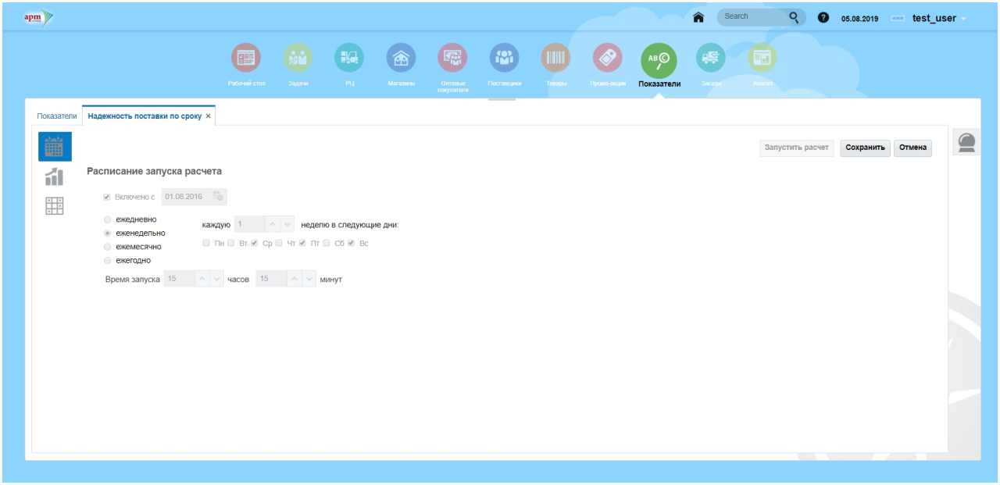 apm
Search
05.08.2019
test_user
Рабочий стол
Задачи
РЦ
Магазины
Оптовые
покупатели
Поставщики
Товары
Промо-акции
АВС
Показатели
Заказы
Анализ
Показатели
Надежность поставки по сроку ×
Запустить расчет
Сохранить
Отмена
Расписание запуска расчета
Включено с 01.08.2016
ежедневно
еженедельно
ежемесячно
ежегодно
каждую 1 неделю в следующие дни:
Пн Вт Ср Чт Пт Сб Вс
Время запуска 15 часов 15 минут